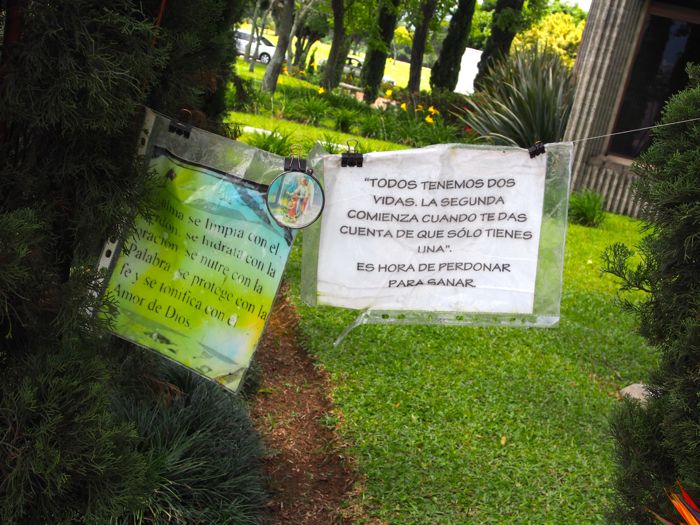 se limpia con el
se hidrata con la
se nutre con la
Palabra, se protege con la
fe y se tonifica con el
Amor de Dios.
"TODOS TENEMOS DOS
VIDAS. LA SEGUNDA
COMIENZA CUANDO TE DAS
CUENTA DE QUE SÓLO TIENES
UNA".
ES HORA DE PERDONAR
PARA SANAR.